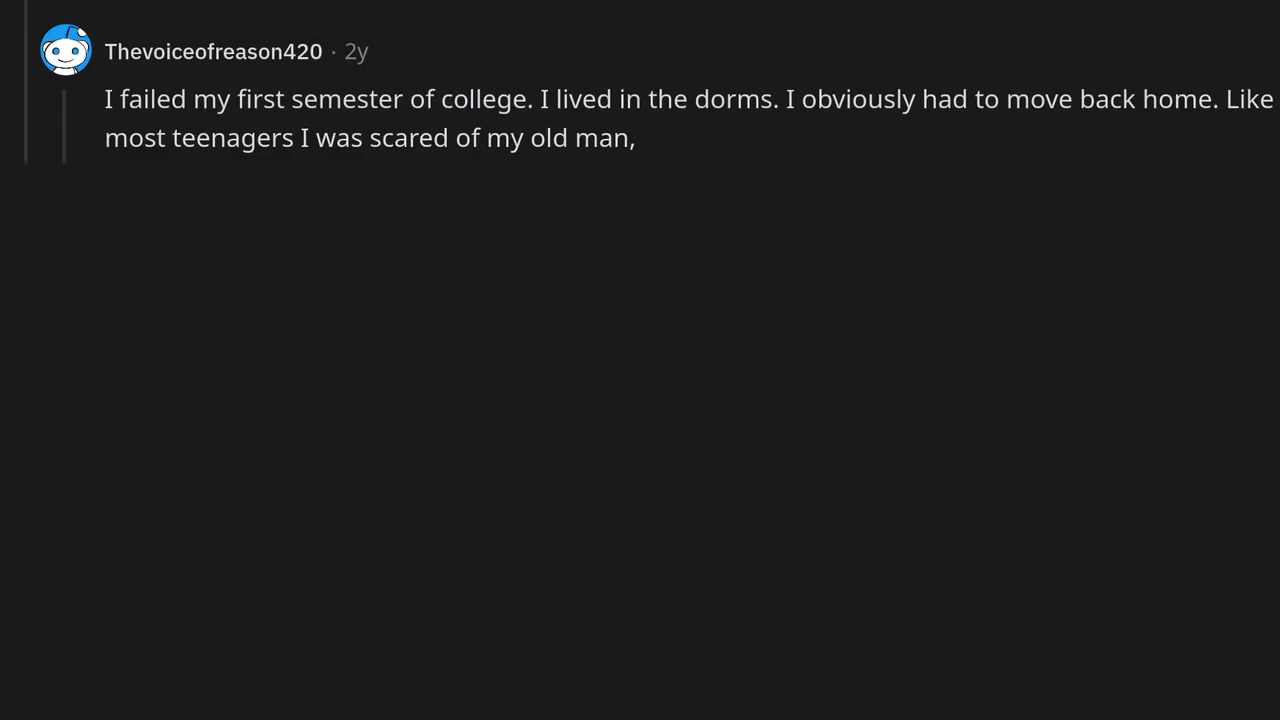 Thevoiceofreason420 · 2y
I failed my first semester of college. I lived in the dorms. I obviously had to move back home. Like
most teenagers I was scared of my old man,